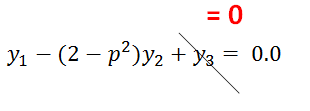 = 0
y₁ − (2 − p²)y₂ + y₃ = 0.0